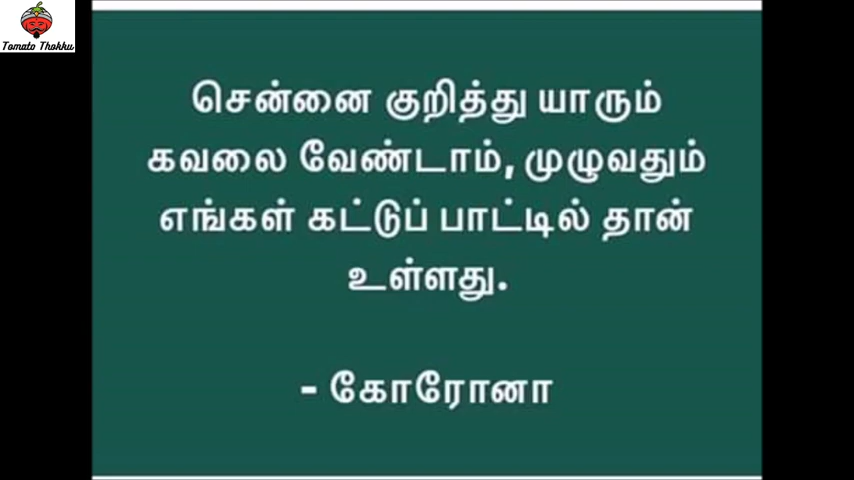 Tomato Thokku
சென்னை குறித்து யாரும்
கவலை வேண்டாம், முழுவதும்
எங்கள் கட்டுப் பாட்டில் தான்
உள்ளது.
- கோரோனா